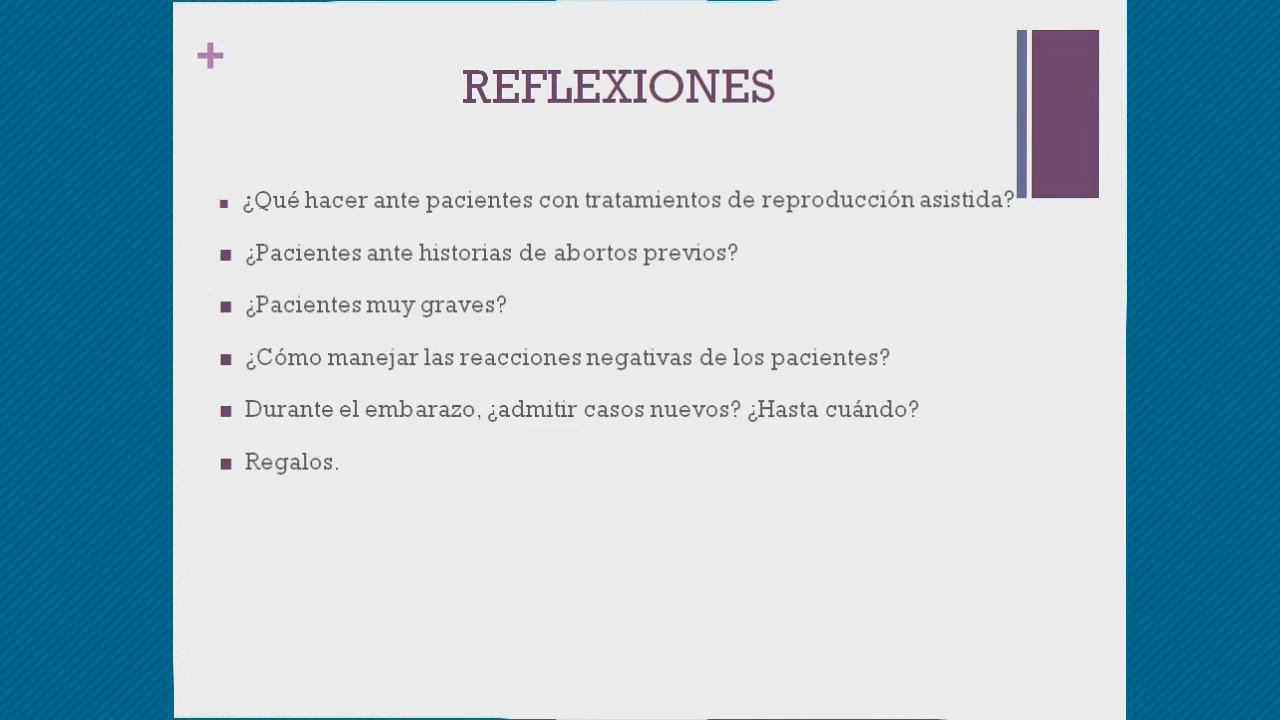 REFLEXIONES
¿Qué hacer ante pacientes con tratamientos de reproducción asistida?
¿Pacientes ante historias de abortos previos?
¿Pacientes muy graves?
¿Cómo manejar las reacciones negativas de los pacientes?
Durante el embarazo, ¿admitir casos nuevos? ¿Hasta cuándo?
Regalos.